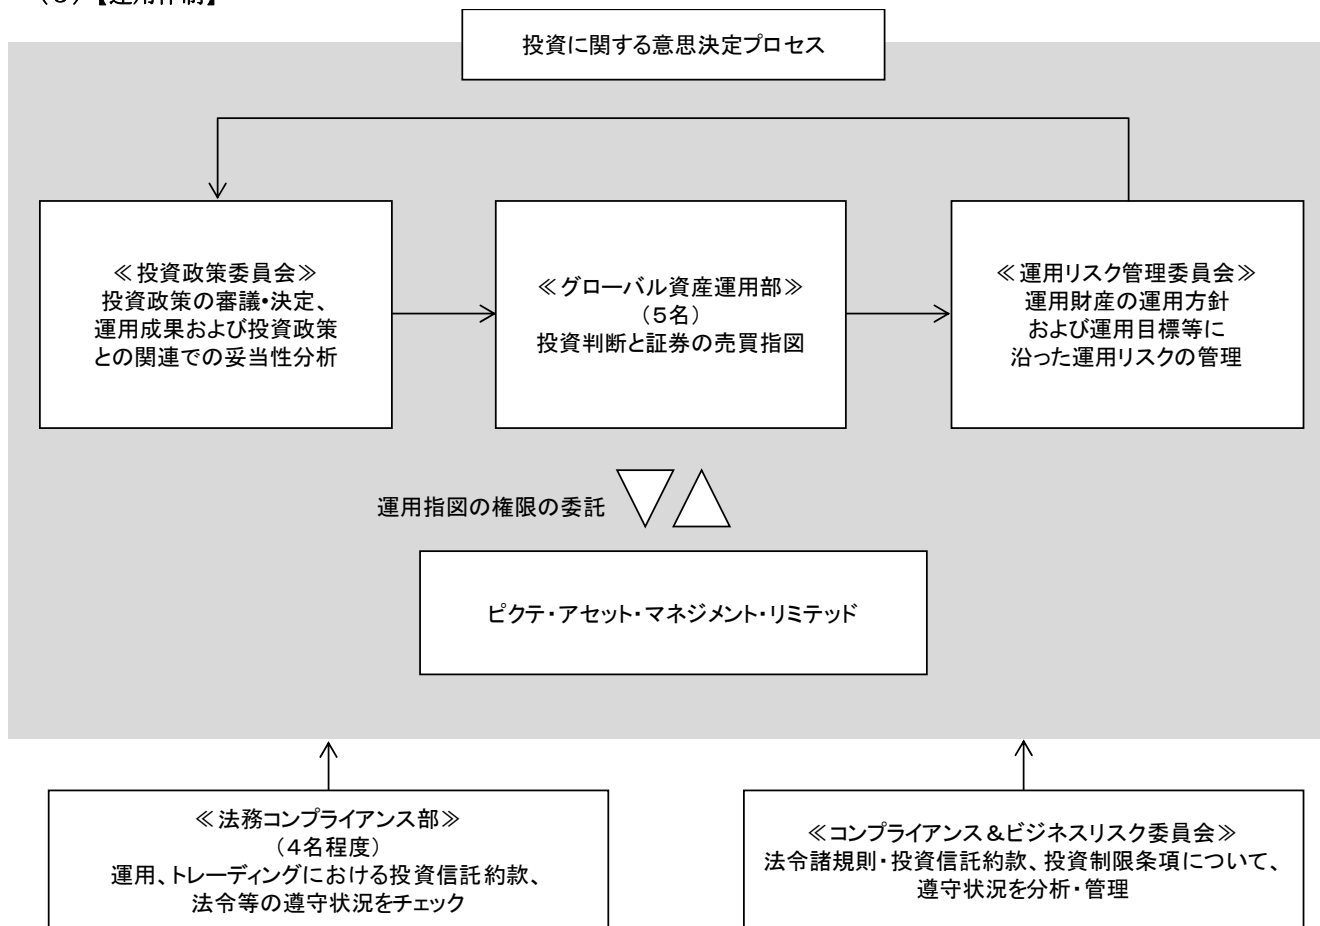 (3)【運用体制】
投資に関する意思決定プロセス
≪投資政策委員会≫
投資政策の審議・決定、
運用成果および投資政策
との関連での妥当性分析
≪グローバル資産運用部≫
(5名)
投資判断と証券の売買指図
≪運用リスク管理委員会≫
運用財産の運用方針
および運用目標等に
沿った運用リスクの管理
運用指図の権限の委託
ピクテ・アセット・マネジメント・リミテッド
≪法務コンプライアンス部≫
(4名程度)
運用、トレーディングにおける投資信託約款、
法令等の遵守状況をチェック
≪コンプライアンス&ビジネスリスク委員会≫
法令諸規則・投資信託約款、投資制限条項について、
遵守状況を分析・管理